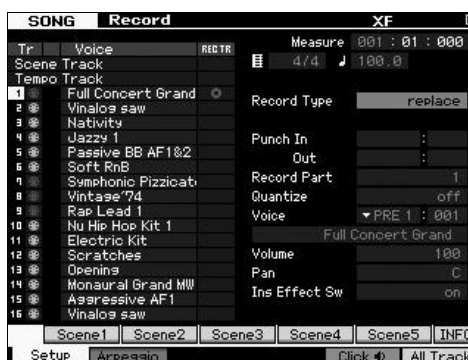 SONG Record XF
Measure 001 : 01 : 000
Tr Voice REC TR 4/4 100.0
Scene Track
Tempo Track
1 Full Concert Grand
2 Vinalog saw
3 Nativity
4 Jazzy 1
5 Passive BB AF1&2
6 Soft RnB
7 Symphonic Pizzicat
8 Vintage'74
9 Rap Lead 1
10 Nu Hip Hop Kit 1
11 Electric Kit
12 Scratches
13 Opening
14 Monaural Grand MW
15 Aggressive AF1
16 Vinalog saw
Record Type replace
Punch In :
Out :
Record Part 1
Quantize off
Voice PRE 1 : 001
Full Concert Grand
Volume 100
Pan C
Ins Effect Sw on
Scene1 Scene2 Scene3 Scene4 Scene5 INFO
Setup Arpeggio Click All Track